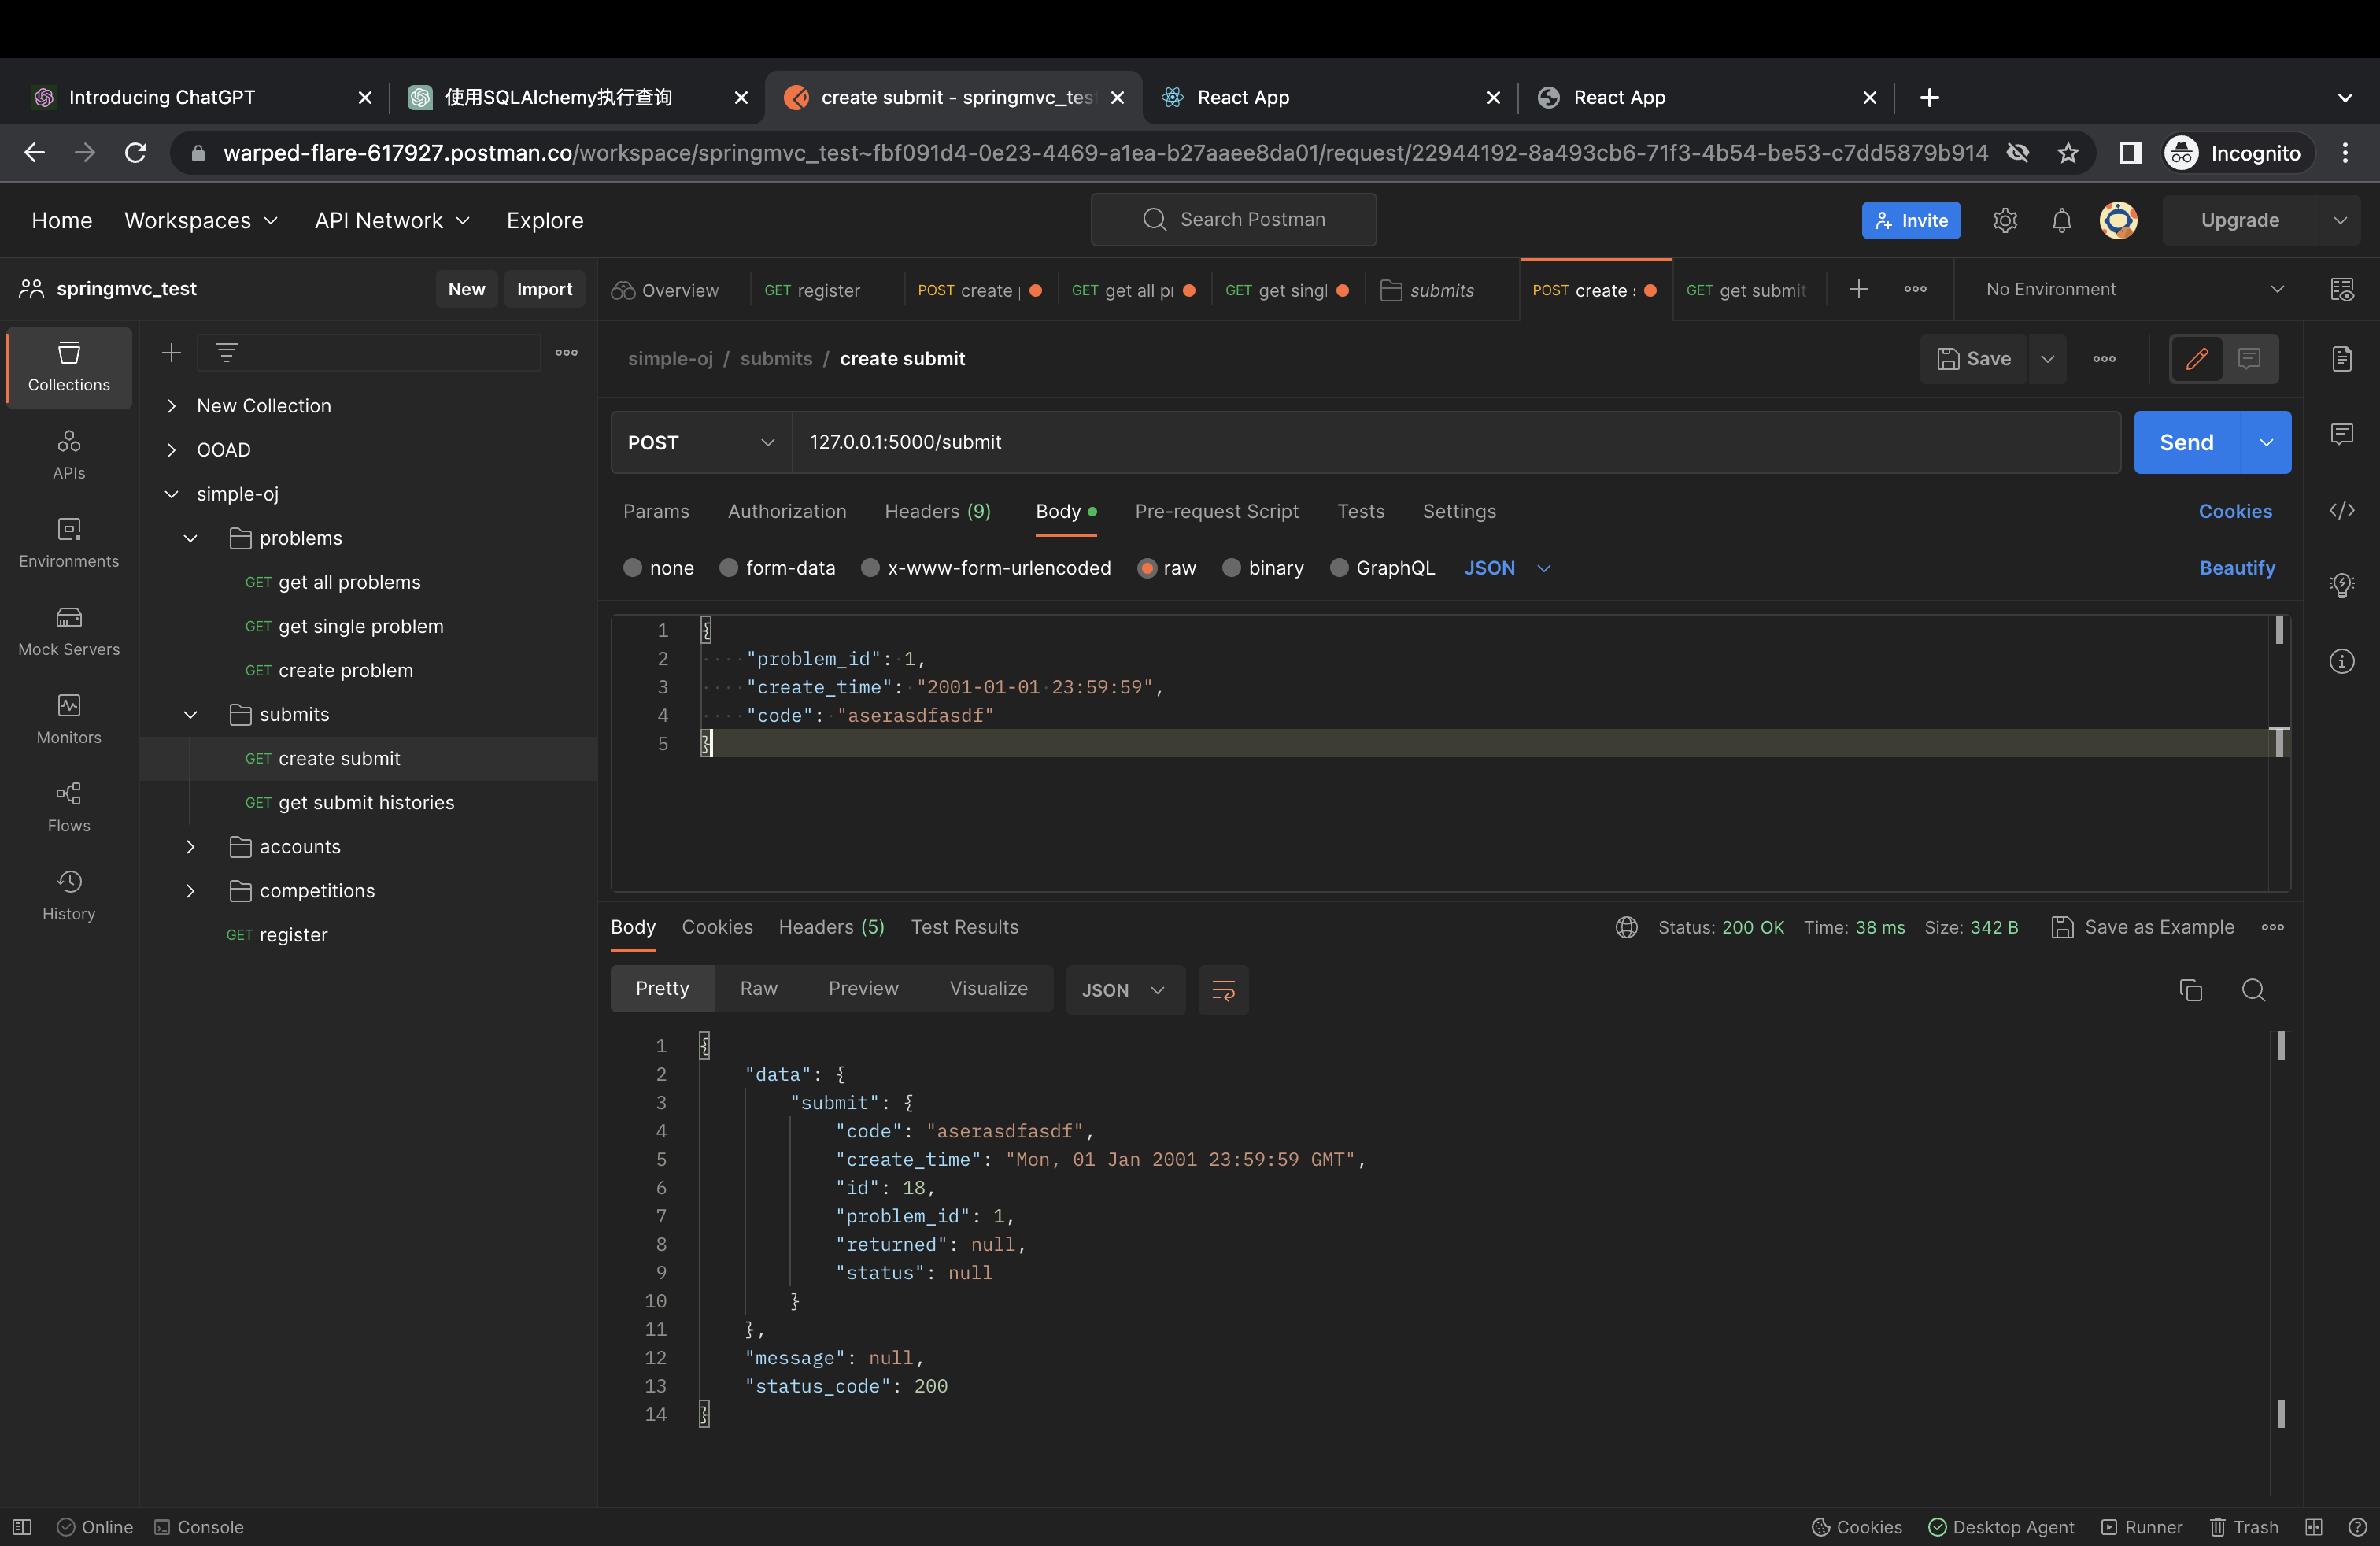 Introducing ChatGPT
使用SQLAlchemy执行查询
create submit - springmvc_test
React App
React App
warped-flare-617927.postman.co/workspace/springmvc_test~fbf091d4-0e23-4469-a1ea-b27aaee8da01/request/22944192-8a493cb6-71f3-4b54-be53-c7dd5879b914
Incognito
Home
Workspaces
API Network
Explore
Search Postman
Invite
Upgrade
springmvc_test
New
Import
Overview
GET register
POST create
GET get all pr
GET get singl
submits
POST create
GET get submit
No Environment
Collections
APIs
Environments
Mock Servers
Monitors
Flows
History
New Collection
OOAD
simple-oj
problems
GET get all problems
GET get single problem
GET create problem
submits
GET create submit
GET get submit histories
accounts
competitions
GET register
simple-oj / submits / create submit
Save
POST
127.0.0.1:5000/submit
Send
Params
Authorization
Headers (9)
Body
Pre-request Script
Tests
Settings
Cookies
none
form-data
x-www-form-urlencoded
raw
binary
GraphQL
JSON
Beautify
1 {
2 "problem_id": 1,
3 "create_time": "2001-01-01 23:59:59",
4 "code": "aserasdfasdf"
5 }
Body
Cookies
Headers (5)
Test Results
Status: 200 OK
Time: 38 ms
Size: 342 B
Save as Example
Pretty
Raw
Preview
Visualize
JSON
1 {
2 "data": {
3 "submit": {
4 "code": "aserasdfasdf",
5 "create_time": "Mon, 01 Jan 2001 23:59:59 GMT",
6 "id": 18,
7 "problem_id": 1,
8 "returned": null,
9 "status": null
10 }
11 },
12 "message": null,
13 "status_code": 200
14 }
Online
Console
Cookies
Desktop Agent
Runner
Trash